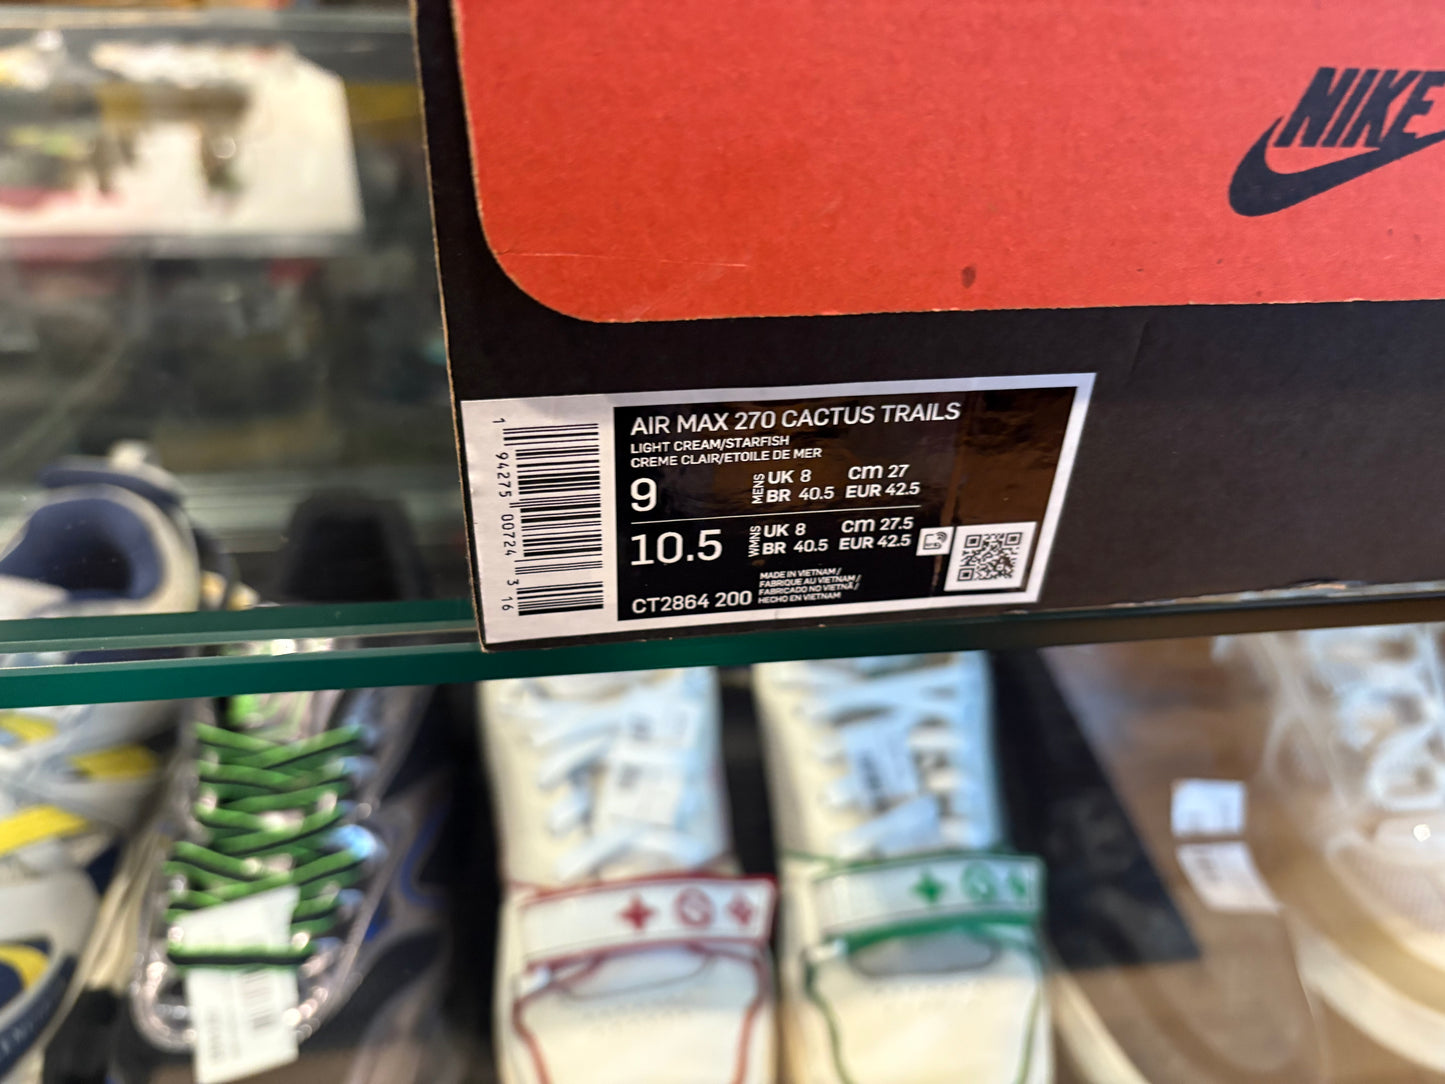 NIKE
AIR MAX 270 CACTUS TRAILS
LIGHT CREAM/STARFISH
CREME CLAIR/ETOILE DE MER
9 MENS UK 8 cm 27
BR 40.5 EUR 42.5
10.5 WMNS UK 8 cm 27.5
BR 40.5 EUR 42.5
CT2864 200
MADE IN VIETNAM /
FABRIQUE AU VIETNAM /
FABRICADO NO VIETNÃ /
HECHO EN VIETNAM
1 94275 00724 3 16